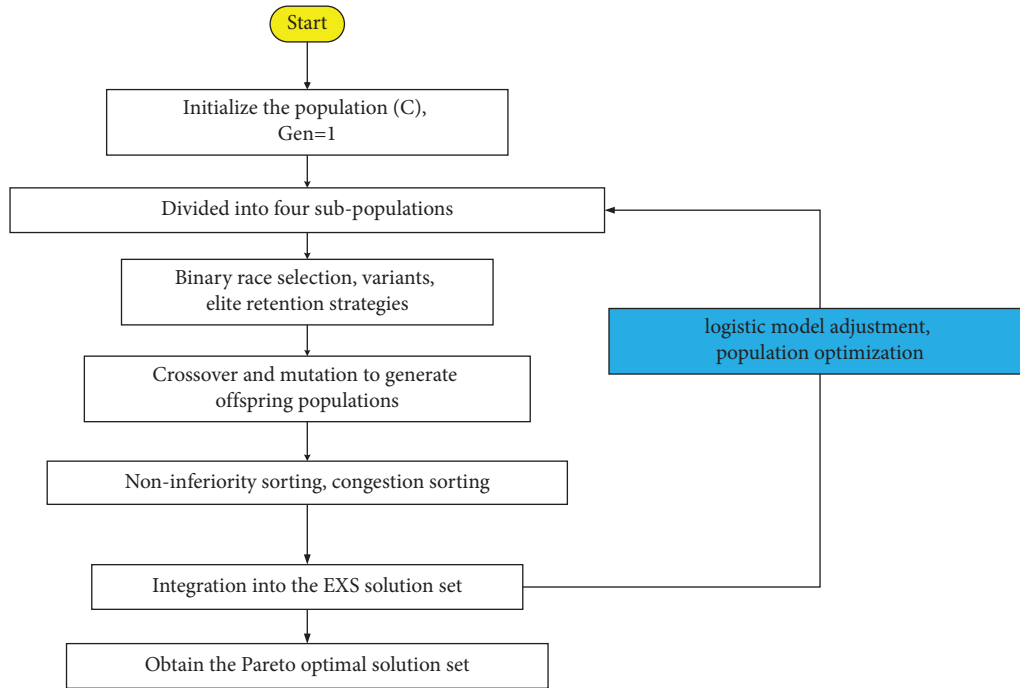 Start
Initialize the population (C),
Gen=1
Divided into four sub-populations
Binary race selection, variants,
elite retention strategies
logistic model adjustment,
population optimization
Crossover and mutation to generate
offspring populations
Non-inferiority sorting, congestion sorting
Integration into the EXS solution set
Obtain the Pareto optimal solution set